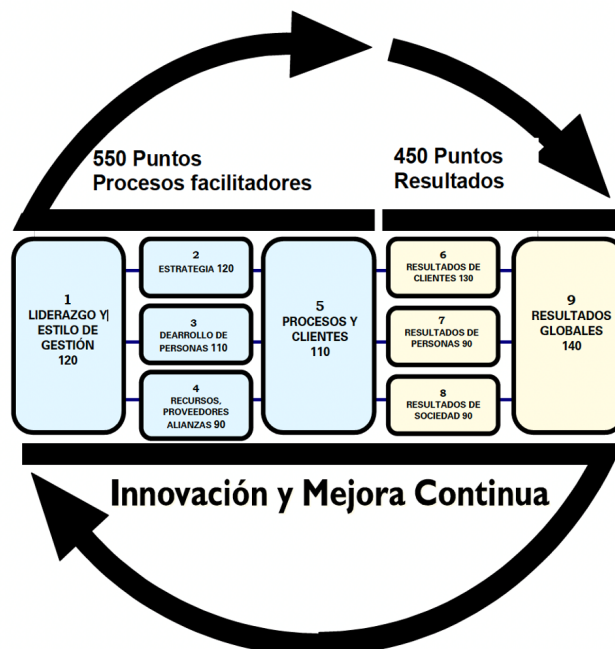 550 Puntos
Procesos facilitadores
450 Puntos
Resultados
1
LIDERAZGO Y
ESTILO DE
GESTIÓN
120
2
ESTRATEGIA 120
3
DEARROLLO DE
PERSONAS 110
4
RECURSOS,
PROVEEDORES
ALIANZAS 90
5
PROCESOS Y
CLIENTES
110
6
RESULTADOS DE
CLIENTES 130
7
RESULTADOS DE
PERSONAS 90
8
RESULTADOS DE
SOCIEDAD 90
9
RESULTADOS
GLOBALES
140
Innovación y Mejora Continua